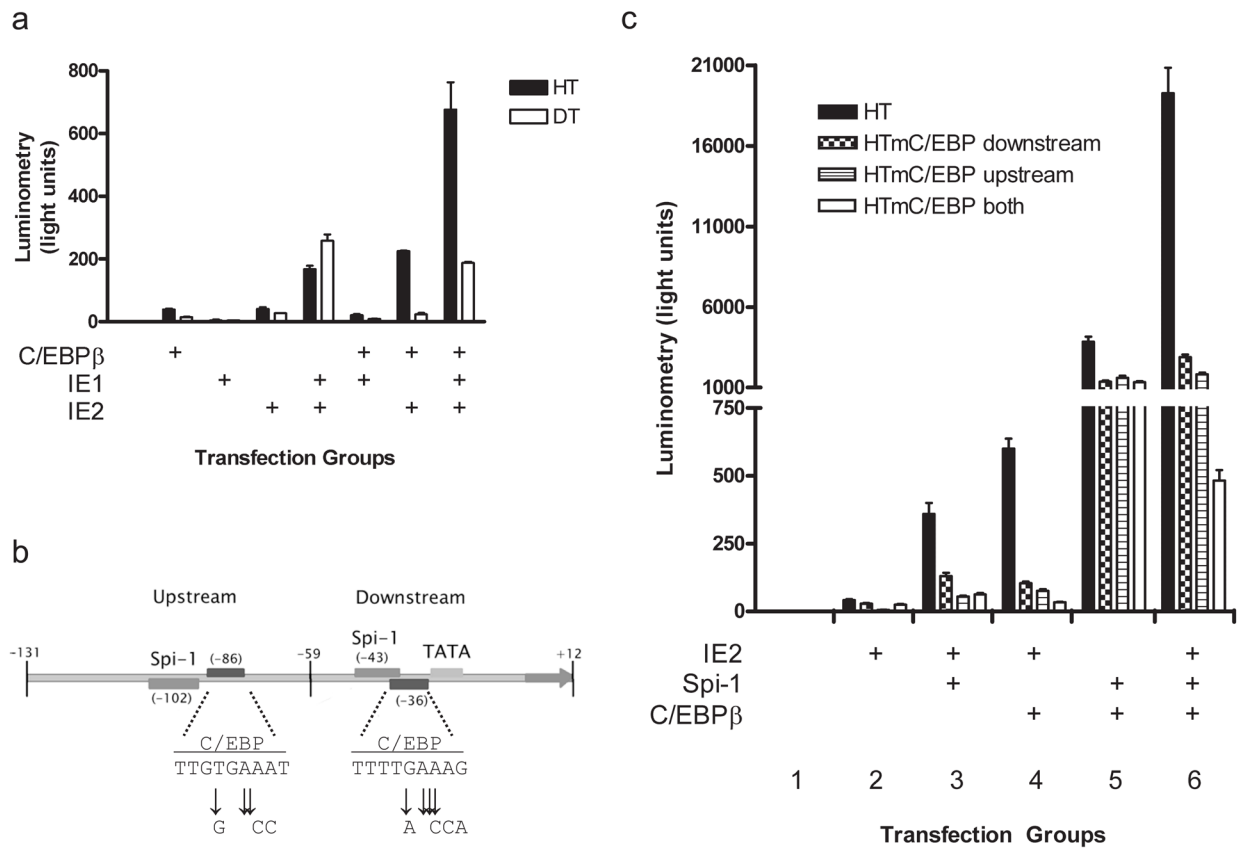 a
800
600
400
200
0
Luminometry
(light units)
HT
DT
C/EBPβ + + + +
IE1 + + + +
IE2 + + + +
Transfection Groups
b
Upstream Downstream
-131 Spi-1 (-86) -59 Spi-1 (-43) TATA +12
(-102) (-36)
C/EBP C/EBP
TTGTGAAAT TTTTGAAAG
G CC A CCA
c
21000
16000
11000
6000
1000
750
500
250
0
Luminometry (light units)
HT
HTmC/EBP downstream
HTmC/EBP upstream
HTmC/EBP both
IE2 + + + +
Spi-1 + + +
C/EBPβ + + +
1 2 3 4 5 6
Transfection Groups